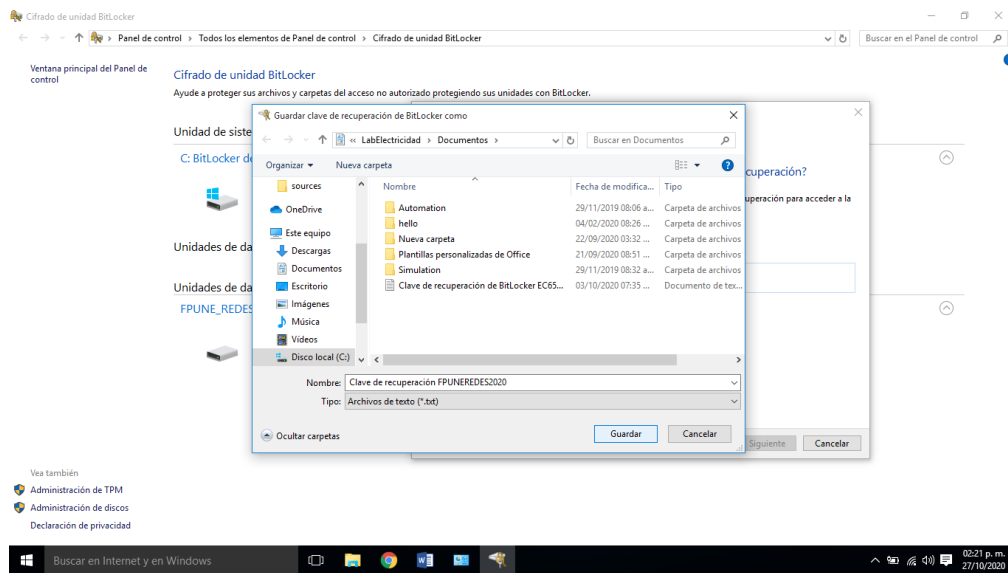 Cifrado de unidad BitLocker
Panel de control > Todos los elementos de Panel de control > Cifrado de unidad BitLocker
Buscar en el Panel de control
Ventana principal del Panel de control
Cifrado de unidad BitLocker
Ayude a proteger sus archivos y carpetas del acceso no autorizado protegiendo sus unidades con BitLocker.
Unidad de siste
C: BitLocker de
Unidades de da
Unidades de da
FPUNE_REDES
Guardar clave de recuperación de BitLocker como
« LabElectricidad > Documentos >
Buscar en Documentos
Organizar
Nueva carpeta
sources
OneDrive
Este equipo
Descargas
Documentos
Escritorio
Imágenes
Música
Vídeos
Disco local (C:)
Nombre Fecha de modifica... Tipo
Automation 29/11/2019 08:06 a... Carpeta de archivos
hello 04/02/2020 08:26 ... Carpeta de archivos
Nueva carpeta 22/09/2020 03:32 ... Carpeta de archivos
Plantillas personalizadas de Office 21/09/2020 08:51 ... Carpeta de archivos
Simulation 29/11/2019 08:32 a... Carpeta de archivos
Clave de recuperación de BitLocker EC65... 03/10/2020 07:35 ... Documento de tex...
Nombre: Clave de recuperación FPUNEREDES2020
Tipo: Archivos de texto (*.txt)
Ocultar carpetas
Guardar
Cancelar
cuperación?
uperación para acceder a la
Siguiente
Cancelar
Vea también
Administración de TPM
Administración de discos
Declaración de privacidad
Buscar en Internet y en Windows
02:21 p. m.
27/10/2020